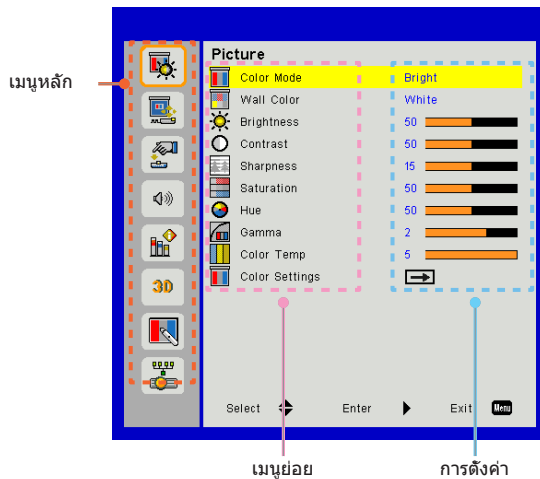 Picture
เมนูหลัก
Color Mode Bright
Wall Color White
Brightness 50
Contrast 50
Sharpness 15
Saturation 50
Hue 50
Gamma 2
Color Temp 5
Color Settings
3D
Select Enter Exit Menu
เมนูย่อย การตั้งค่า